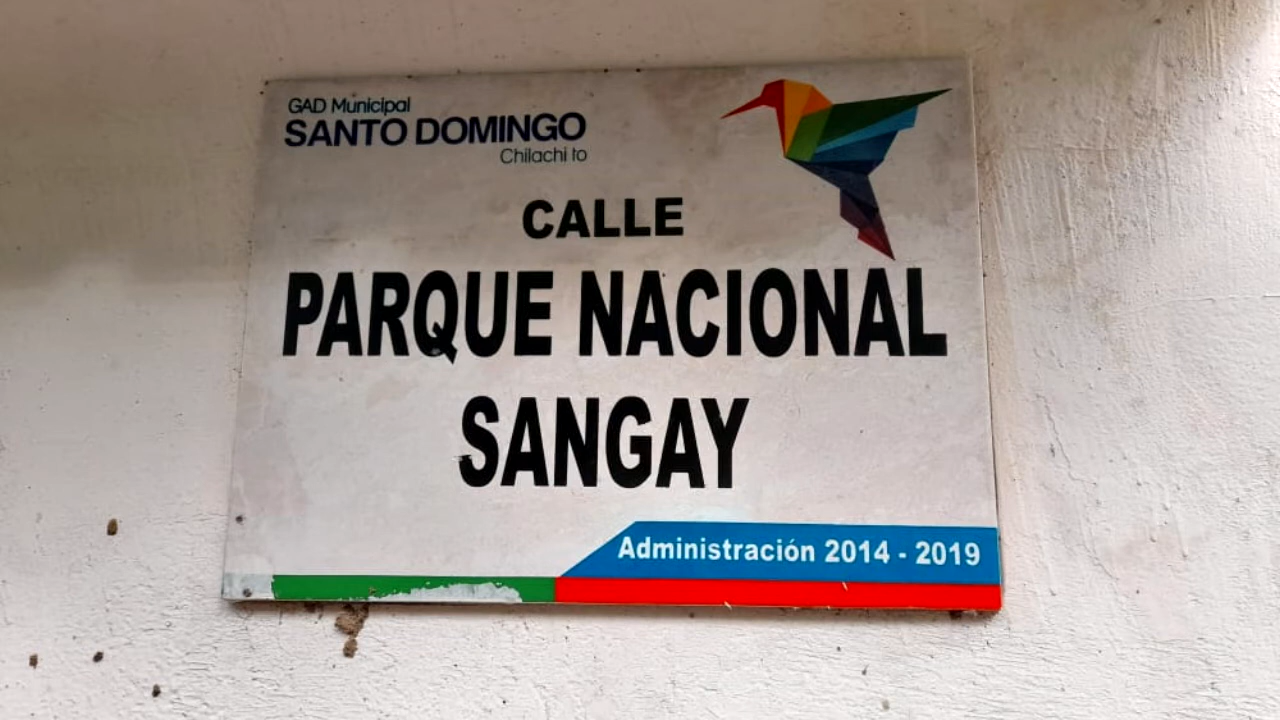 GAD Municipal
SANTO DOMINGO
Chilachi to
CALLE
PARQUE NACIONAL
SANGAY
Administración 2014 - 2019